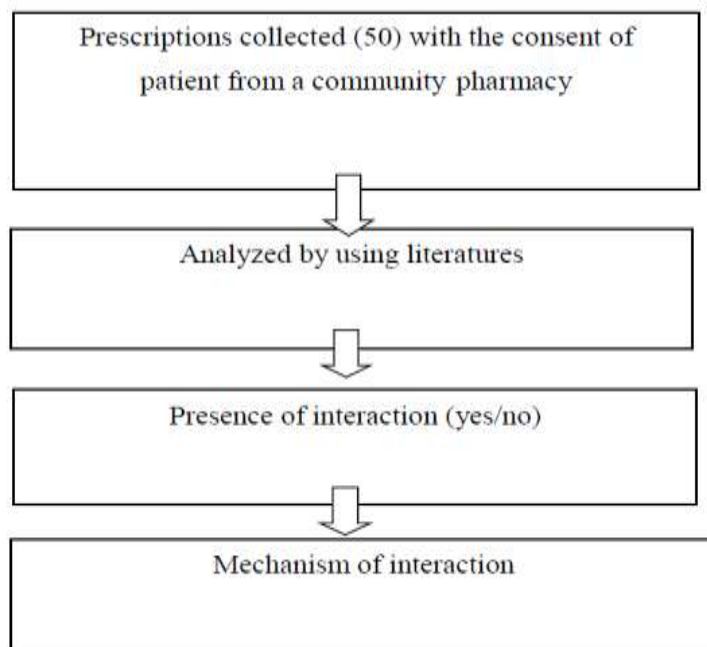 Prescriptions collected (50) with the consent of
patient from a community pharmacy
Analyzed by using literatures
Presence of interaction (yes/no)
Mechanism of interaction